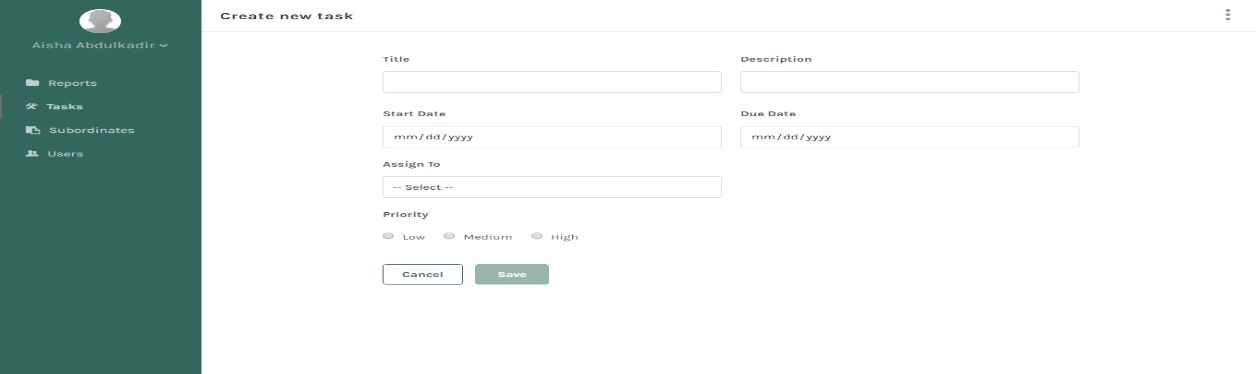 Aisha Abdulkadir
Reports
Tasks
Subordinates
Users
Create new task
Title
Description
Start Date
Due Date
mm/dd/yyyy
mm/dd/yyyy
Assign To
-- Select --
Priority
Low Medium High
Cancel Save